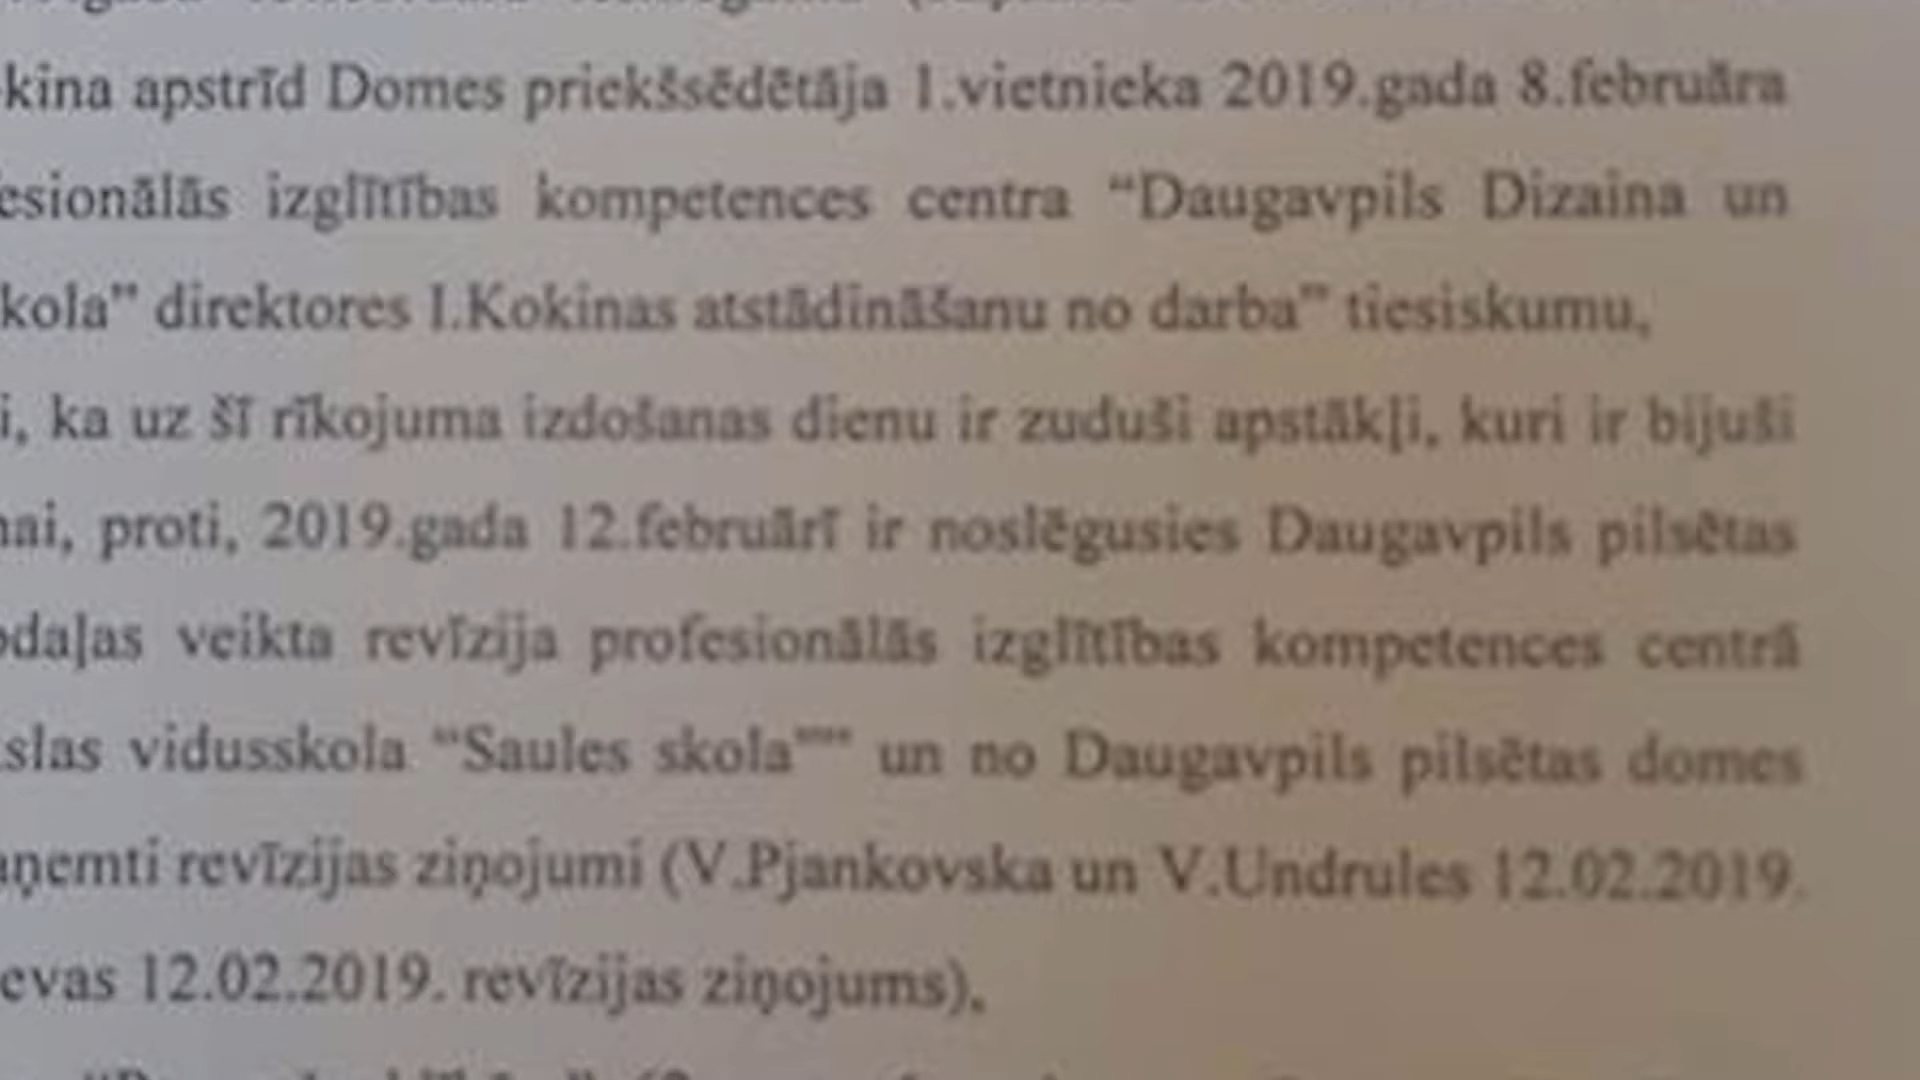 kina apstrīd Domes priekšsēdētāja 1.vietnieka 2019.gada 8.februāra
esionālās izglītības kompetences centra “Daugavpils Dizaina un
kola” direktores I.Kokinas atstādināšanu no darba” tiesiskumu,
i, ka uz šī rīkojuma izdošanas dienu ir zuduši apstākļi, kuri ir bijuši
nai, proti, 2019.gada 12.februārī ir noslēgusies Daugavpils pilsētas
odaļas veikta revīzija profesionālās izglītības kompetences centrā
slas vidusskola “Saules skola”” un no Daugavpils pilsētas domes
aņemti revīzijas ziņojumi (V.Pjankovska un V.Undrules 12.02.2019.
evas 12.02.2019. revīzijas ziņojums),